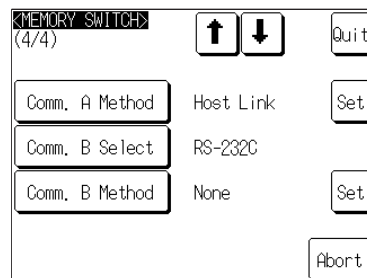 <MEMORY SWITCH>
(4/4)
Quit
Comm. A Method Host Link Set
Comm. B Select RS-232C
Comm. B Method None Set
Abort